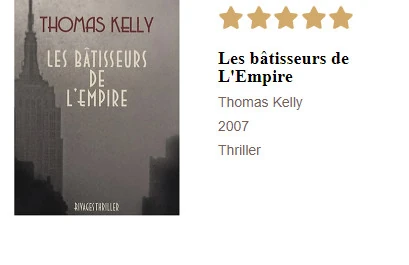 THOMAS KELLY
LES BÂTISSEURS
DE
L'EMPIRE
RIVAGES/THRILLER
Les bâtisseurs de
L'Empire
Thomas Kelly
2007
Thriller